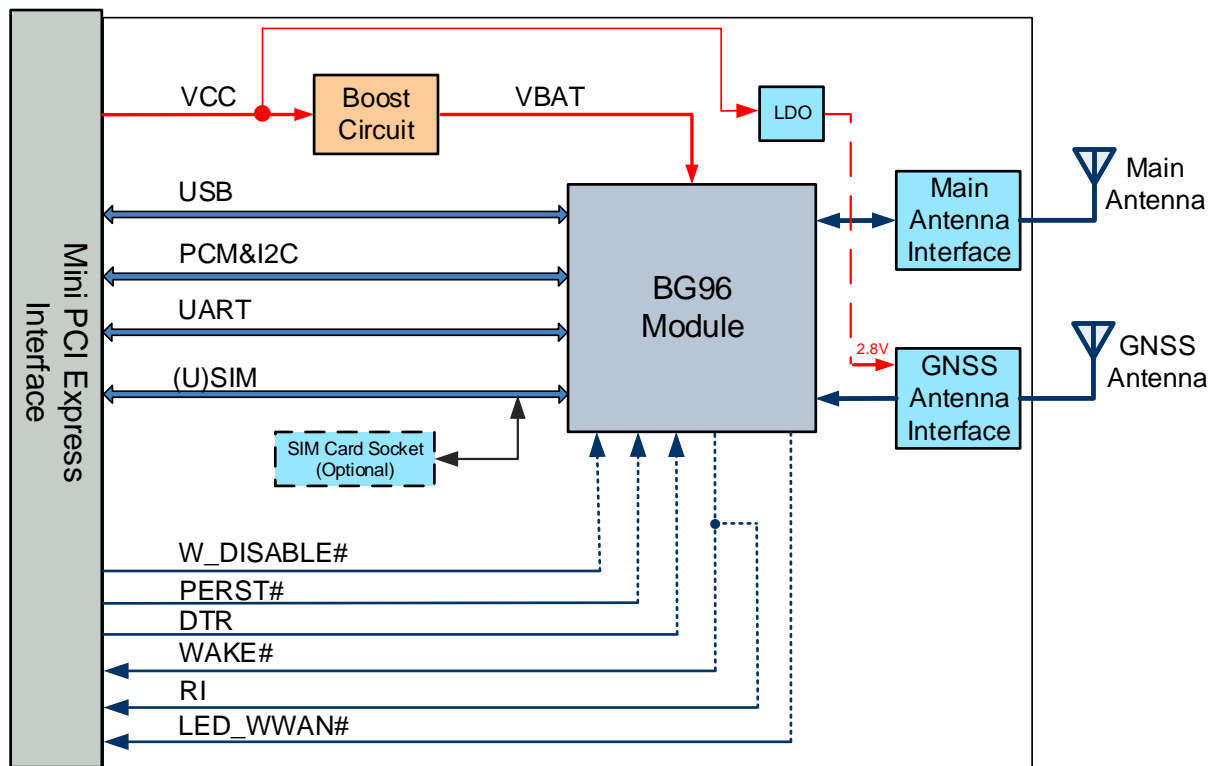 VCC
Boost
Circuit
VBAT
LDO
Main
Antenna
Interface
Main
Antenna
USB
PCM&I2C
UART
(U)SIM
BG96
Module
2.8V
GNSS
Antenna
Interface
GNSS
Antenna
Mini PCI Express
Interface
SIM Card Socket
(Optional)
W_DISABLE#
PERST#
DTR
WAKE#
RI
LED_WWAN#